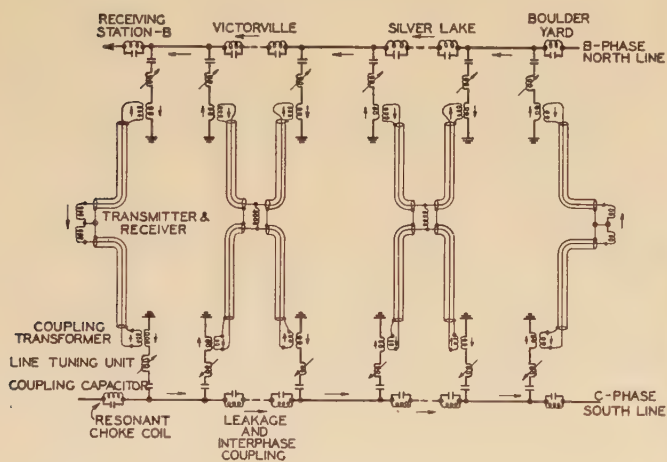 RECEIVING
STATION-B
VICTORVILLE
SILVER LAKE
BOULDER
YARD
B-PHASE
NORTH LINE
TRANSMITTER &
RECEIVER
COUPLING
TRANSFORMER
LINE TUNING UNIT
COUPLING CAPACITOR
RESONANT
CHOKE COIL
LEAKAGE
AND
INTERPHASE
COUPLING
C-PHASE
SOUTH LINE